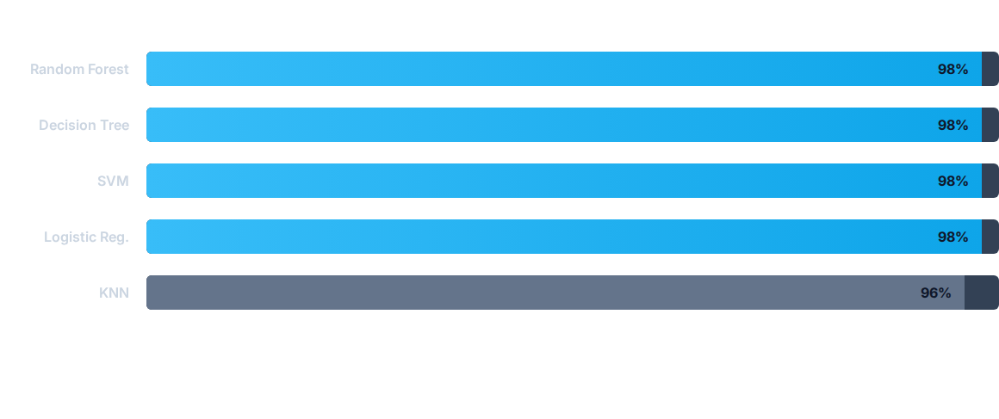 Random Forest 98%
Decision Tree 98%
SVM 98%
Logistic Reg. 98%
KNN 96%